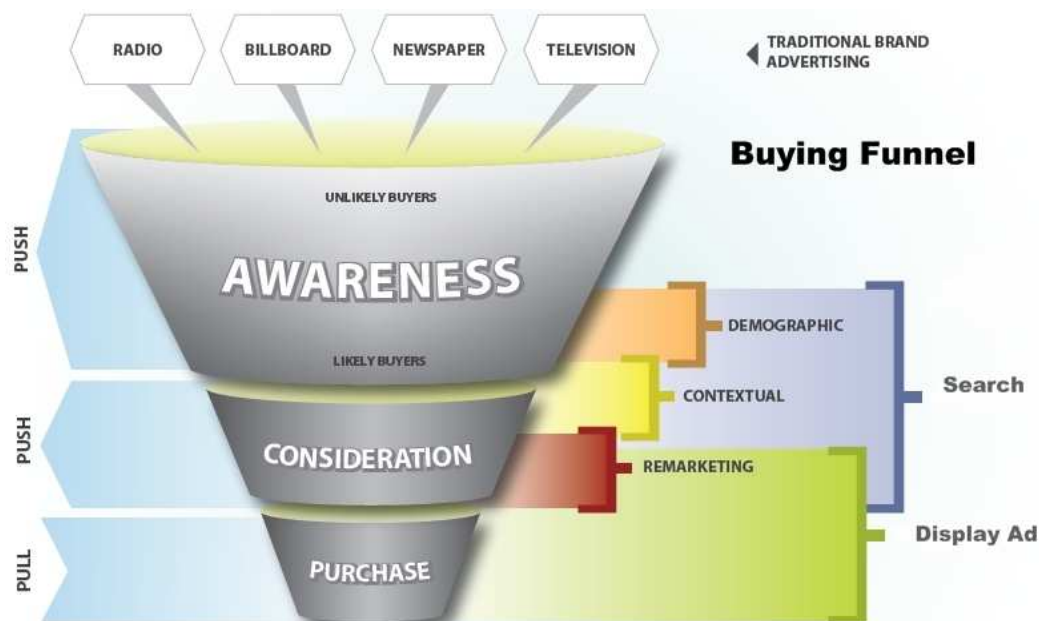 RADIO
BILLBOARD
NEWSPAPER
TELEVISION
TRADITIONAL BRAND
ADVERTISING
Buying Funnel
UNLIKELY BUYERS
PUSH
AWARENESS
DEMOGRAPHIC
LIKELY BUYERS
Search
CONTEXTUAL
PUSH
CONSIDERATION
REMARKETING
Display Ad
PULL
PURCHASE